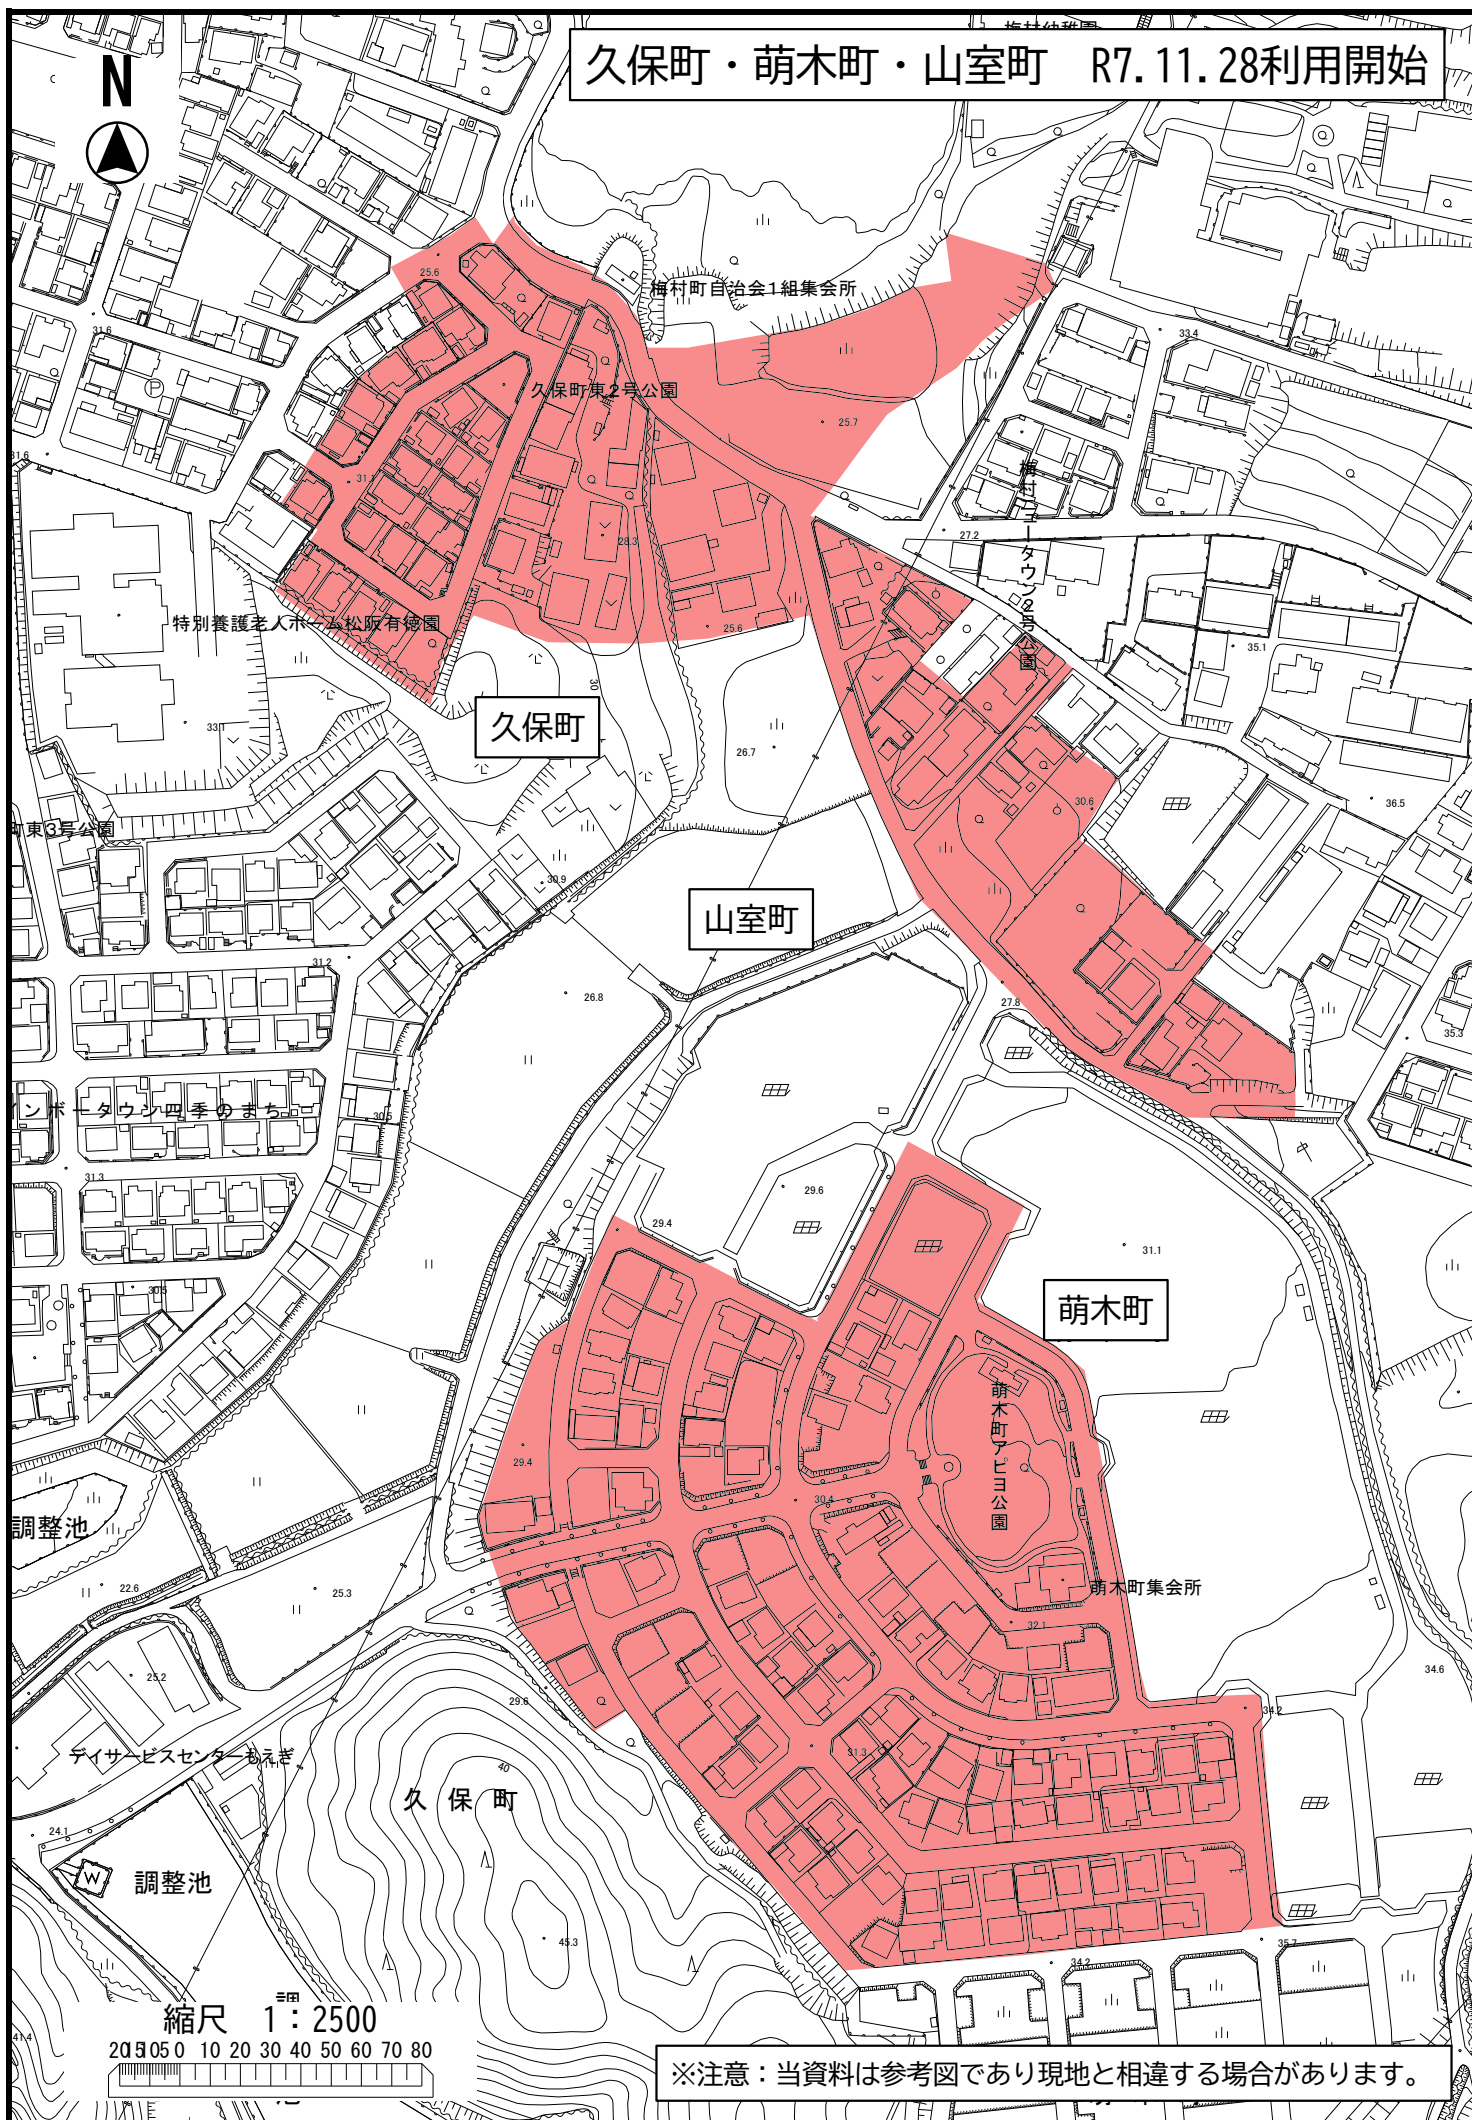 久保町・萌木町・山室町　R7.11.28利用開始
N
25.6
梅村町自治会1組集会所
31.6
33.4
P
久保町東2号公園
25.7
31.6
31.1
梅村ニュータウン2号公園
27.2
28.3
特別養護老人ホーム松阪有徳園
25.6
35.1
30
33.1
久保町
26.7
30.6
36.5
町東3号公園
30.9
山室町
31.2
26.8
27.8
35.3
インボータウン四季のまち
30.5
31.3
29.6
29.4
31.1
30.5
萌木町
萌木町アピヨ公園
29.4
30.4
調整池
22.6
25.3
萌木町集会所
32.1
25.2
34.6
29.6
34.2
デイサービスセンターもえぎ
31.3
40
久保町
24.1
W
調整池
45.3
35.7
34.2
調
縮尺　1：2500
41.4
20 15 10 5 0 10 20 30 40 50 60 70 80
※注意：当資料は参考図であり現地と相違する場合があります。